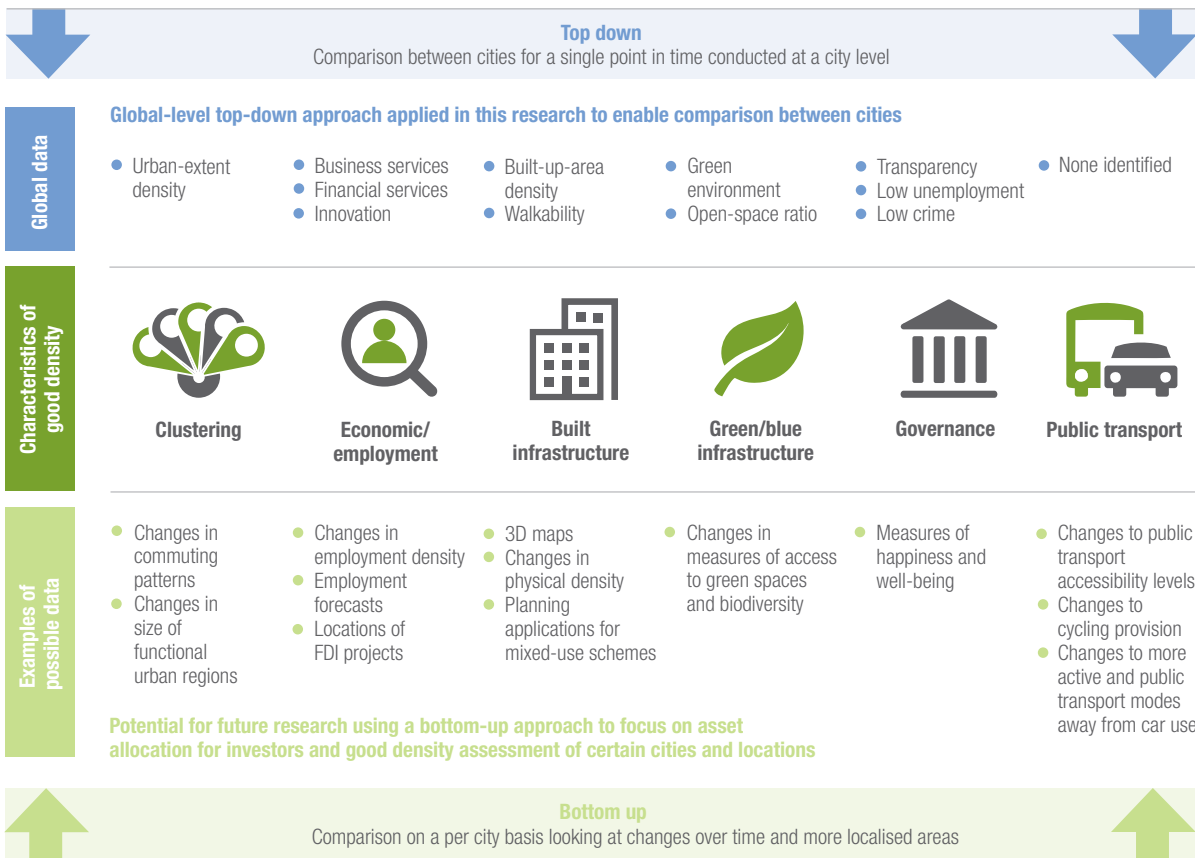 Top down
Comparison between cities for a single point in time conducted at a city level
Global data
Global-level top-down approach applied in this research to enable comparison between cities
Urban-extent
density
Business services
Financial services
Innovation
Built-up-area
density
Walkability
Green
environment
Open-space ratio
Transparency
Low unemployment
Low crime
None identified
Characteristics of
good density
Clustering
Economic/
employment
Built
infrastructure
Green/blue
infrastructure
Governance
Public transport
Examples of
possible data
Changes in
commuting
patterns
Changes in
size of
functional
urban regions
Changes in
employment density
Employment
forecasts
Locations of
FDI projects
3D maps
Changes in
physical density
Planning
applications for
mixed-use schemes
Changes in
measures of access
to green spaces
and biodiversity
Measures of
happiness and
well-being
Changes to public
transport
accessibility levels
Changes to
cycling provision
Changes to more
active and public
transport modes
away from car use
Potential for future research using a bottom-up approach to focus on asset
allocation for investors and good density assessment of certain cities and locations
Bottom up
Comparison on a per city basis looking at changes over time and more localised areas